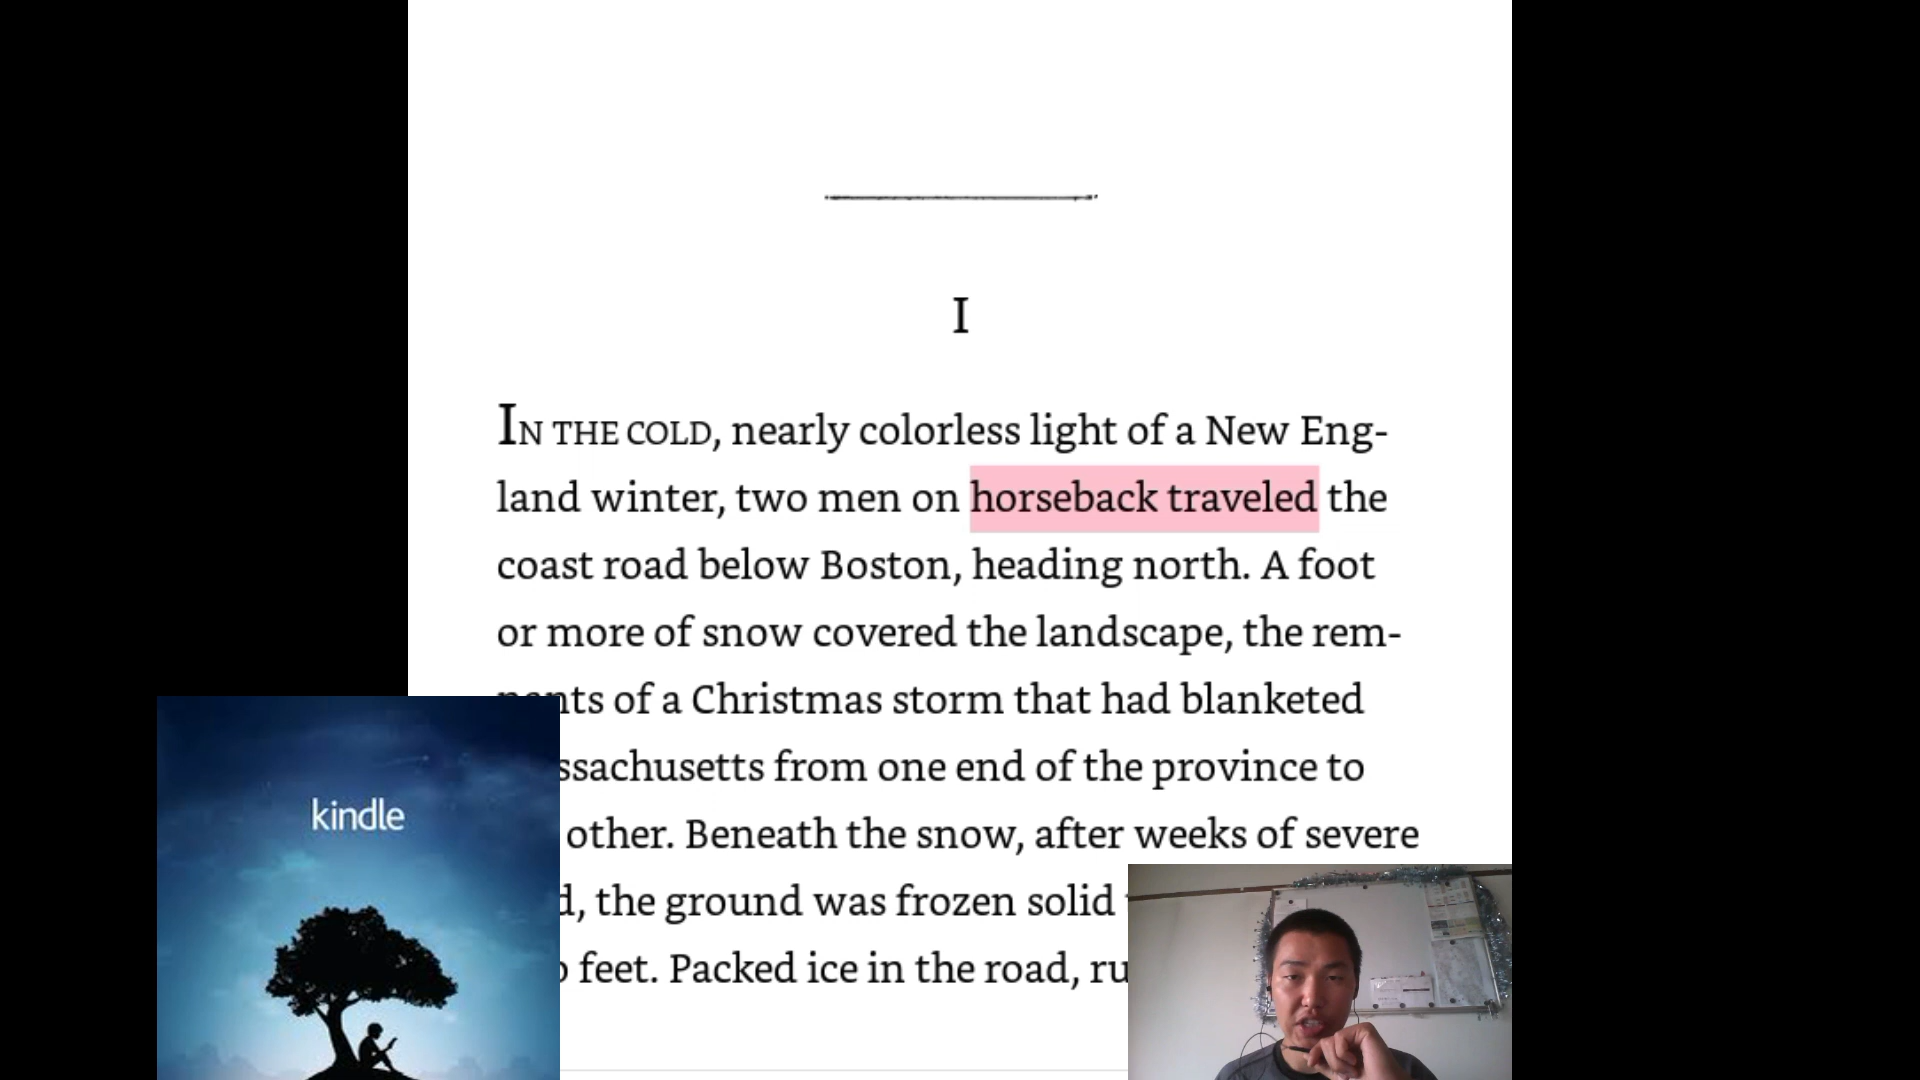 I
IN THE COLD, nearly colorless light of a New Eng-
land winter, two men on horseback traveled the
coast road below Boston, heading north. A foot
or more of snow covered the landscape, the rem-
nants of a Christmas storm that had blanketed
ssachusetts from one end of the province to
other. Beneath the snow, after weeks of severe
d, the ground was frozen solid
feet. Packed ice in the road, ru
kindle